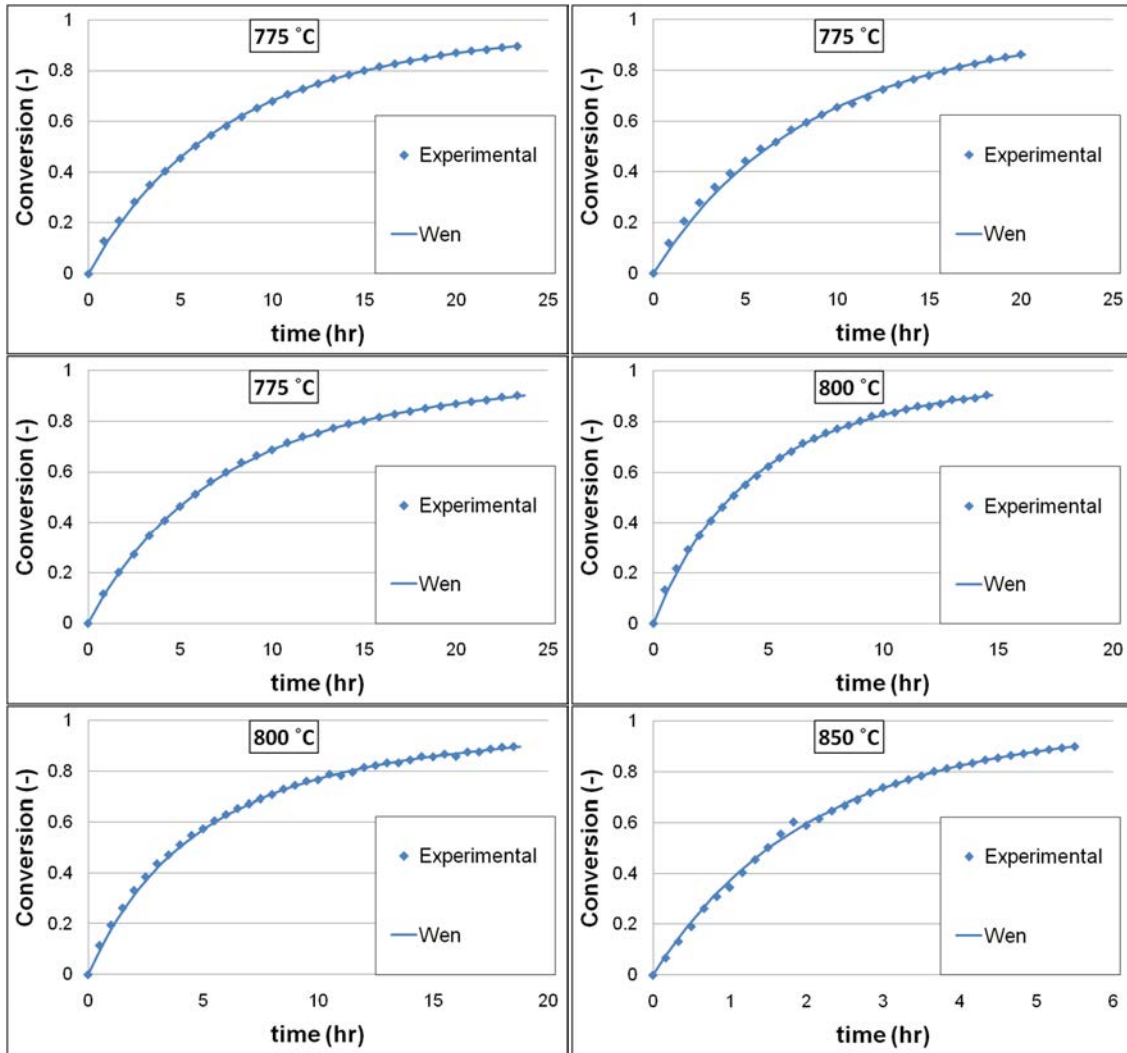 775 ˚C
Conversion (-)
1
0.8
0.6
0.4
0.2
0
0 5 10 15 20 25
time (hr)
Experimental
Wen
775 ˚C
Conversion (-)
1
0.8
0.6
0.4
0.2
0
0 5 10 15 20 25
time (hr)
Experimental
Wen
775 ˚C
Conversion (-)
1
0.8
0.6
0.4
0.2
0
0 5 10 15 20 25
time (hr)
Experimental
Wen
800 ˚C
Conversion (-)
1
0.8
0.6
0.4
0.2
0
0 5 10 15 20
time (hr)
Experimental
Wen
800 ˚C
Conversion (-)
1
0.8
0.6
0.4
0.2
0
0 5 10 15 20
time (hr)
Experimental
Wen
850 ˚C
Conversion (-)
1
0.8
0.6
0.4
0.2
0
0 1 2 3 4 5 6
time (hr)
Experimental
Wen